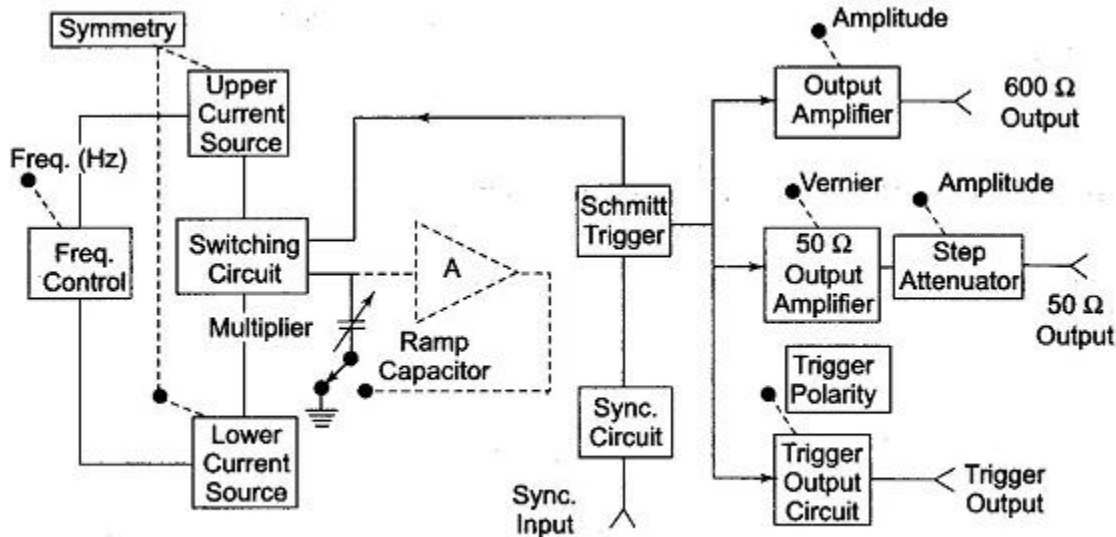 Symmetry
Upper
Current
Source
Freq. (Hz)
Freq.
Control
Switching
Circuit
Multiplier
A
Ramp
Capacitor
Lower
Current
Source
Schmitt
Trigger
Sync.
Circuit
Sync.
Input
Amplitude
Output
Amplifier
600 Ω
Output
Vernier
50 Ω
Output
Amplifier
Amplitude
Step
Attenuator
50 Ω
Output
Trigger
Polarity
Trigger
Output
Circuit
Trigger
Output